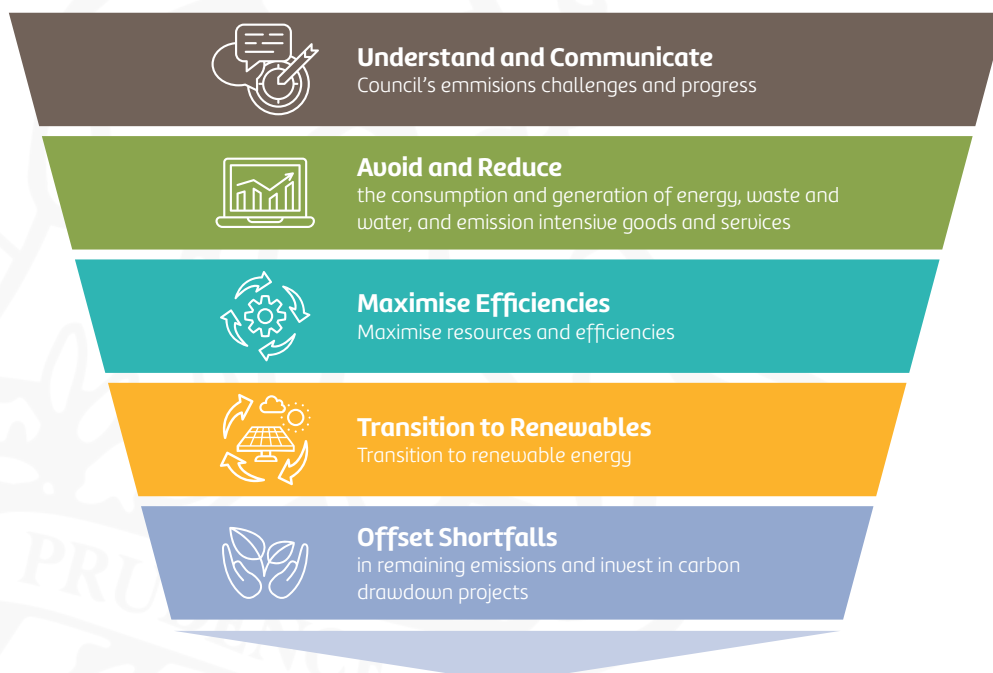 Understand and Communicate
Council's emmisions challenges and progress
Avoid and Reduce
the consumption and generation of energy, waste and
water, and emission intensive goods and services
Maximise Efficiencies
Maximise resources and efficiencies
Transition to Renewables
Transition to renewable energy
Offset Shortfalls
in remaining emissions and invest in carbon
drawdown projects
PRUDENCE